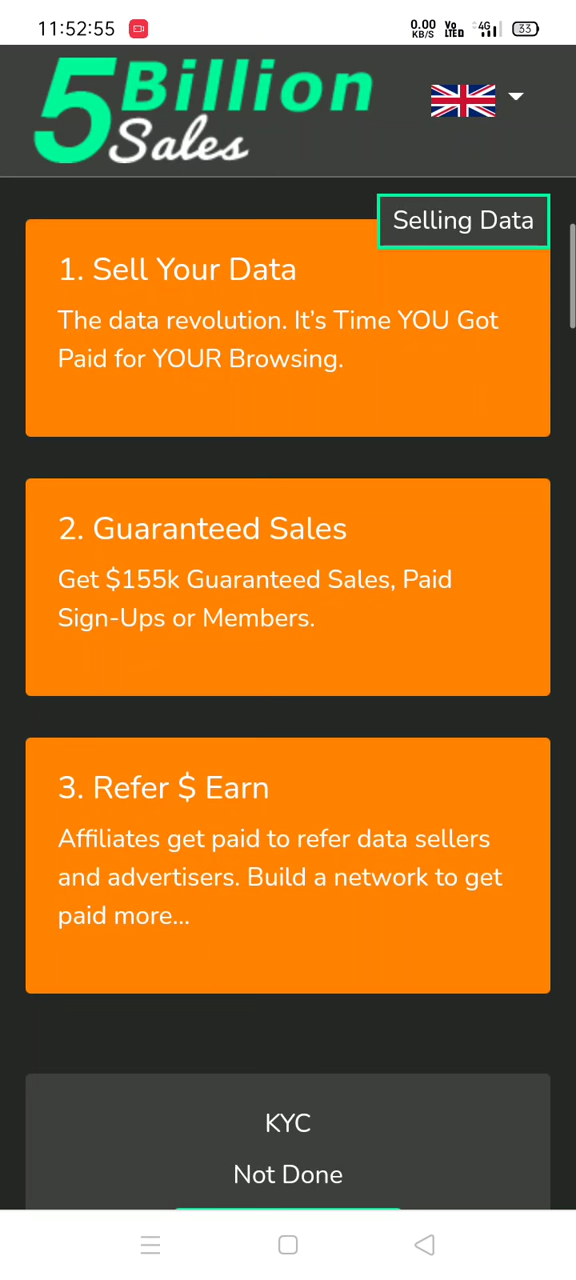 11:52:55
0.00 KB/S Vo LTE 4G 33
5 Billion
Sales
Selling Data
1. Sell Your Data
The data revolution. It’s Time YOU Got
Paid for YOUR Browsing.
2. Guaranteed Sales
Get $155k Guaranteed Sales, Paid
Sign-Ups or Members.
3. Refer $ Earn
Affiliates get paid to refer data sellers
and advertisers. Build a network to get
paid more...
KYC
Not Done